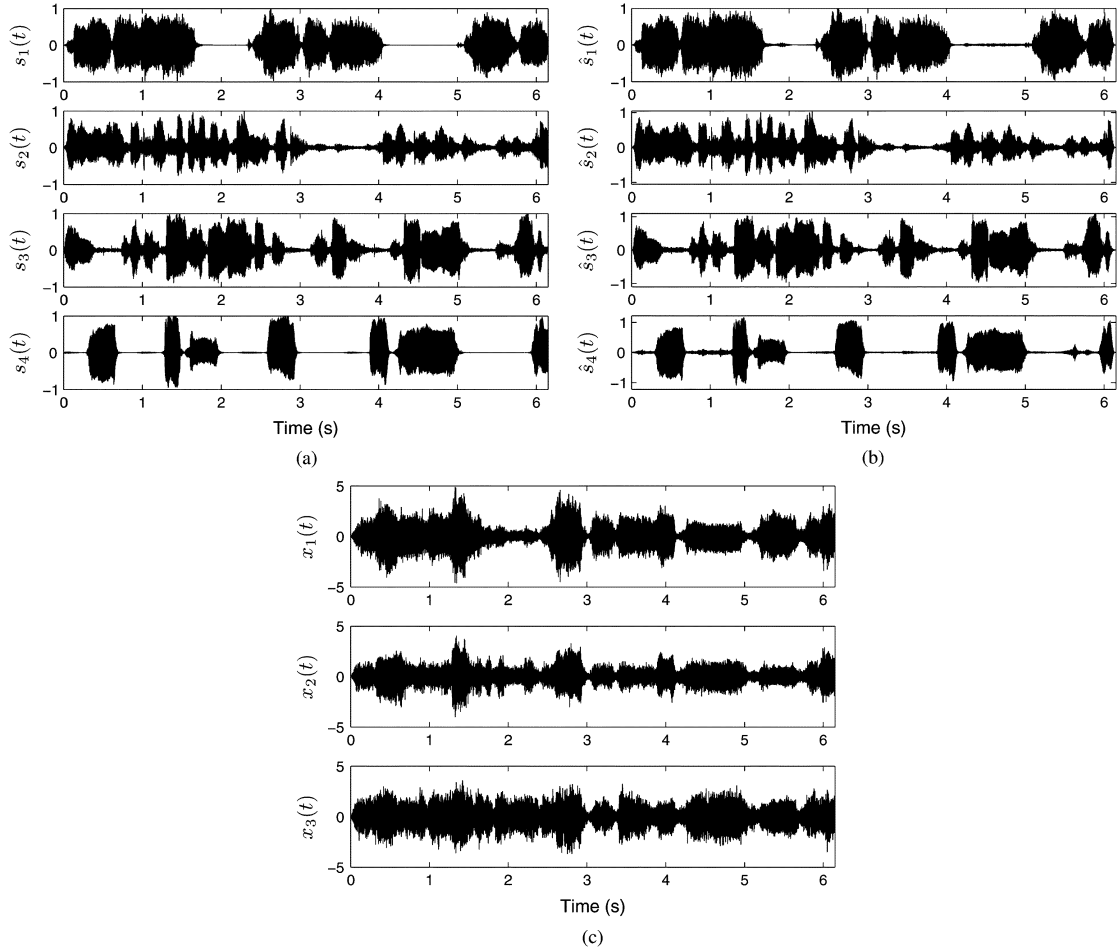 s₁(t)
1
0
−1
0 1 2 3 4 5 6
s₂(t)
1
0
−1
0 1 2 3 4 5 6
s₃(t)
1
0
−1
0 1 2 3 4 5 6
s₄(t)
1
0
−1
0 1 2 3 4 5 6
Time (s)
(a)
ŝ₁(t)
1
0
−1
0 1 2 3 4 5 6
ŝ₂(t)
1
0
−1
0 1 2 3 4 5 6
ŝ₃(t)
1
0
−1
0 1 2 3 4 5 6
ŝ₄(t)
1
0
−1
0 1 2 3 4 5 6
Time (s)
(b)
x₁(t)
5
0
−5
0 1 2 3 4 5 6
x₂(t)
5
0
−5
0 1 2 3 4 5 6
x₃(t)
5
0
−5
0 1 2 3 4 5 6
Time (s)
(c)